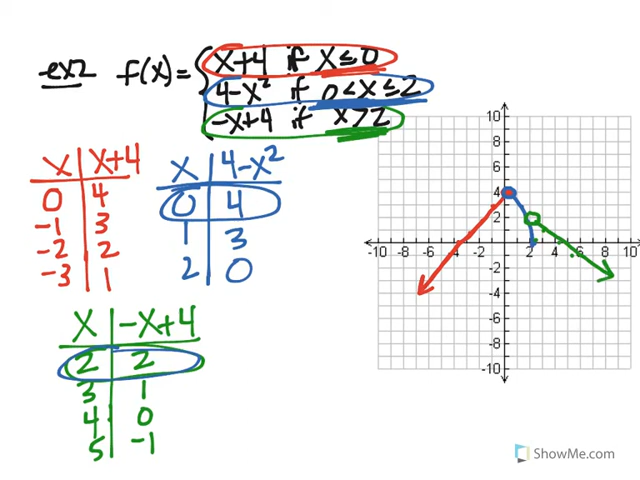 ex2 f(x) = { x+4 if x≤0
4-x² if 0<x≤2
-x+4 if x>2
x | x+4
0 | 4
-1 | 3
-2 | 2
-3 | 1
x | 4-x²
0 | 4
1 | 3
2 | 0
x | -x+4
2 | 2
3 | 1
4 | 0
5 | -1
10
8
6
4
2
-10 -8 -6 -4 -2 0 2 4 6 8 10
-2
-4
-6
-8
-10
ShowMe.com